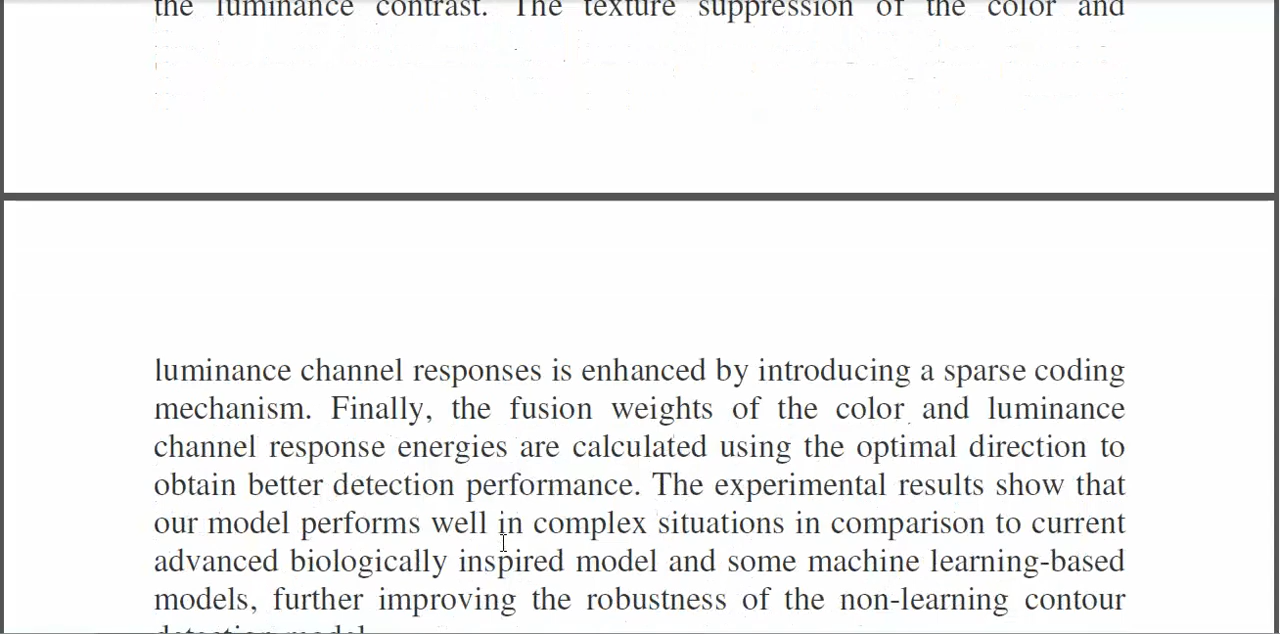 the luminance contrast. The texture suppression of the color and
luminance channel responses is enhanced by introducing a sparse coding
mechanism. Finally, the fusion weights of the color and luminance
channel response energies are calculated using the optimal direction to
obtain better detection performance. The experimental results show that
our model performs well in complex situations in comparison to current
advanced biologically inspired model and some machine learning-based
models, further improving the robustness of the non-learning contour
detection model.